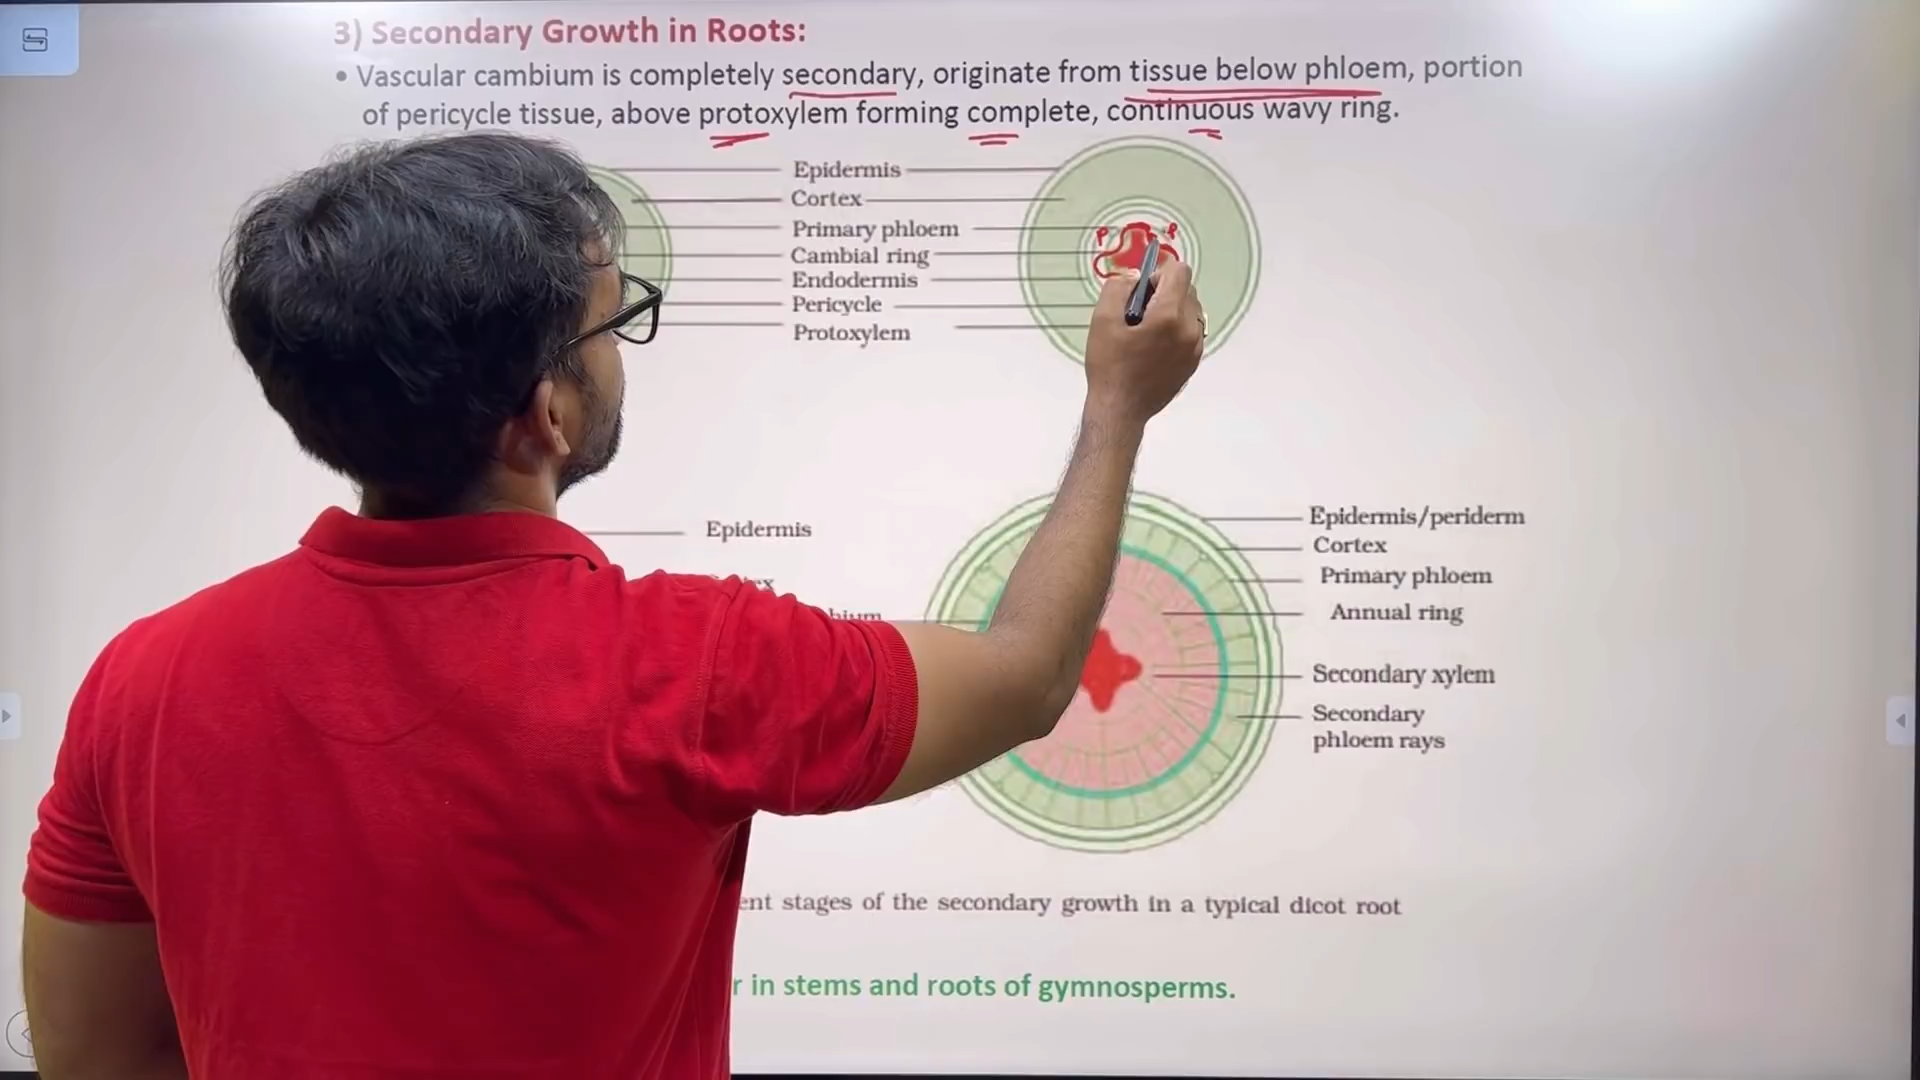 3) Secondary Growth in Roots:
• Vascular cambium is completely secondary, originate from tissue below phloem, portion
of pericycle tissue, above protoxylem forming complete, continuous wavy ring.
Epidermis
Cortex
Primary phloem
Cambial ring
Endodermis
Pericycle
Protoxylem
P P
Epidermis
Epidermis/periderm
Cortex
Primary phloem
Annual ring
Secondary xylem
Secondary
phloem rays
stages of the secondary growth in a typical dicot root
in stems and roots of gymnosperms.